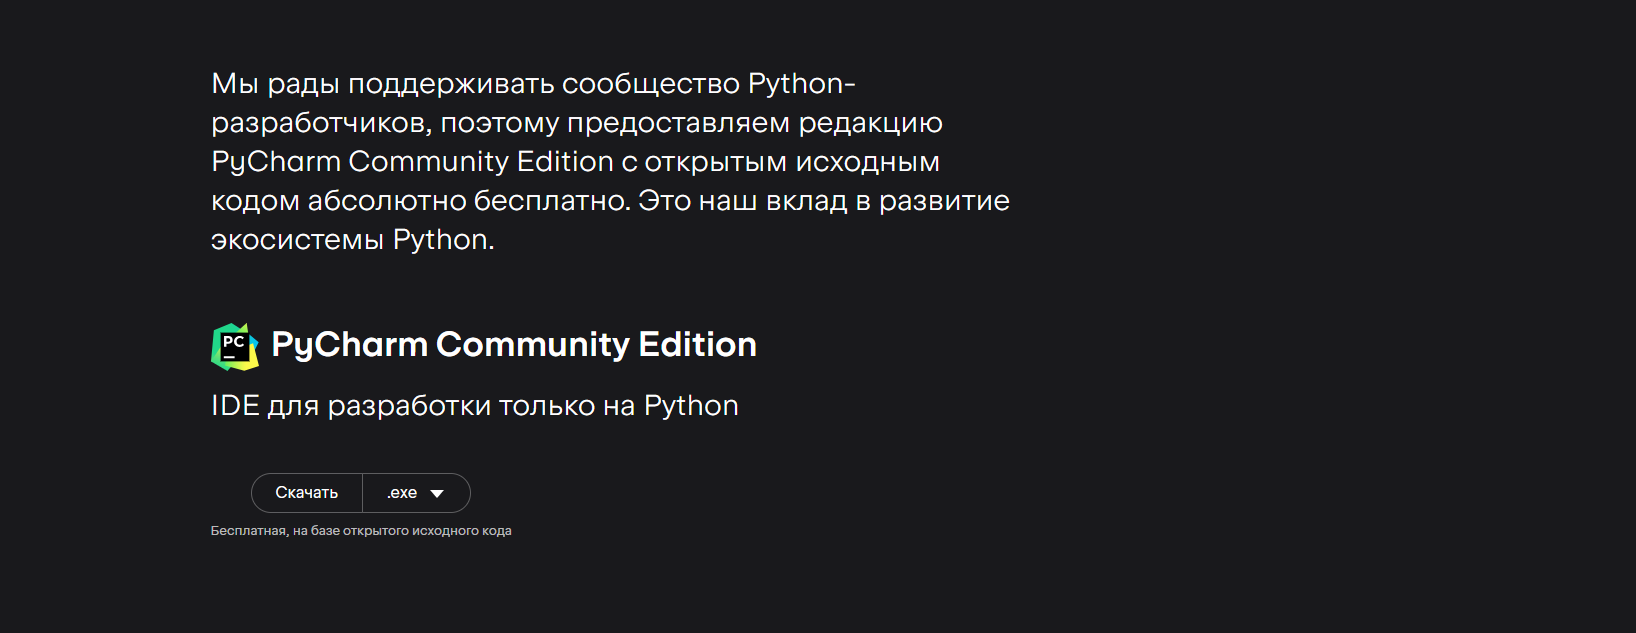 Мы рады поддерживать сообщество Python-
разработчиков, поэтому предоставляем редакцию
PyCharm Community Edition с открытым исходным
кодом абсолютно бесплатно. Это наш вклад в развитие
экосистемы Python.
PC
PyCharm Community Edition
IDE для разработки только на Python
Скачать .exe
Бесплатная, на базе открытого исходного кода